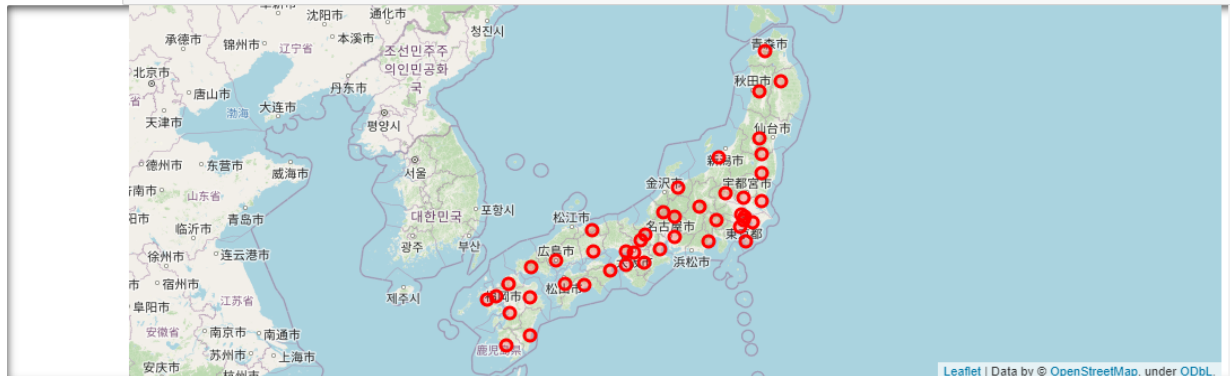 沈阳市
通化市
청진시
青森市
承德市
锦州市
辽宁省
本溪市
조선민주주
의인민공화
국
北京市
秋田市
丹东市
唐山市
大连市
渤海
天津市
평양시
仙台市
新潟市
德州市
东营市
威海市
서울
金沢市
宇都宮市
山东省
대한민국
포항시
松江市
名古屋市
临沂市
青岛市
東京都
광주
부산
広島市
浜松市
徐州市
连云港市
宿州市
제주시
江苏省
阜阳市
安徽省
南京市
南通市
鹿児島県
苏州市
上海市
安庆市
杭州市
Leaflet | Data by © OpenStreetMap, under ODbL.